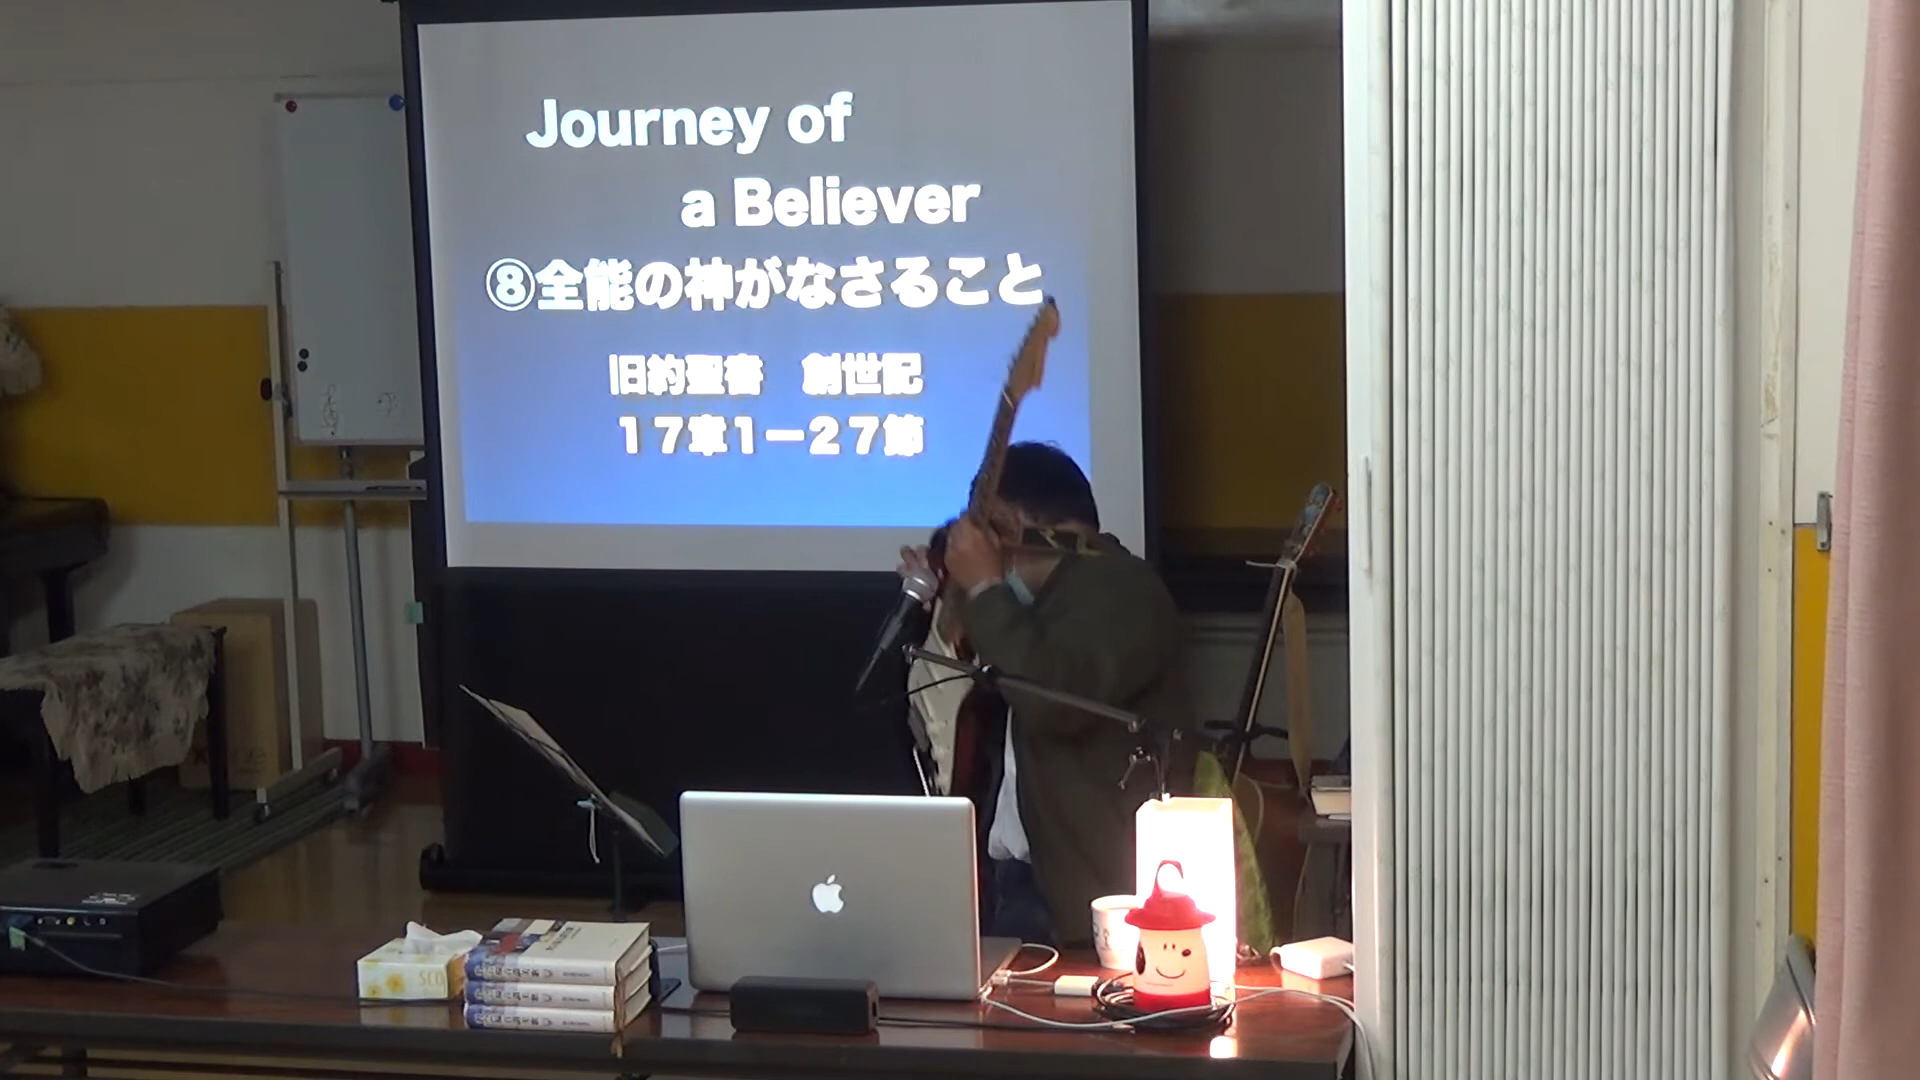 Journey of
a Believer
⑧全能の神がなさること
旧約聖書　創世記
１７章１－２７節